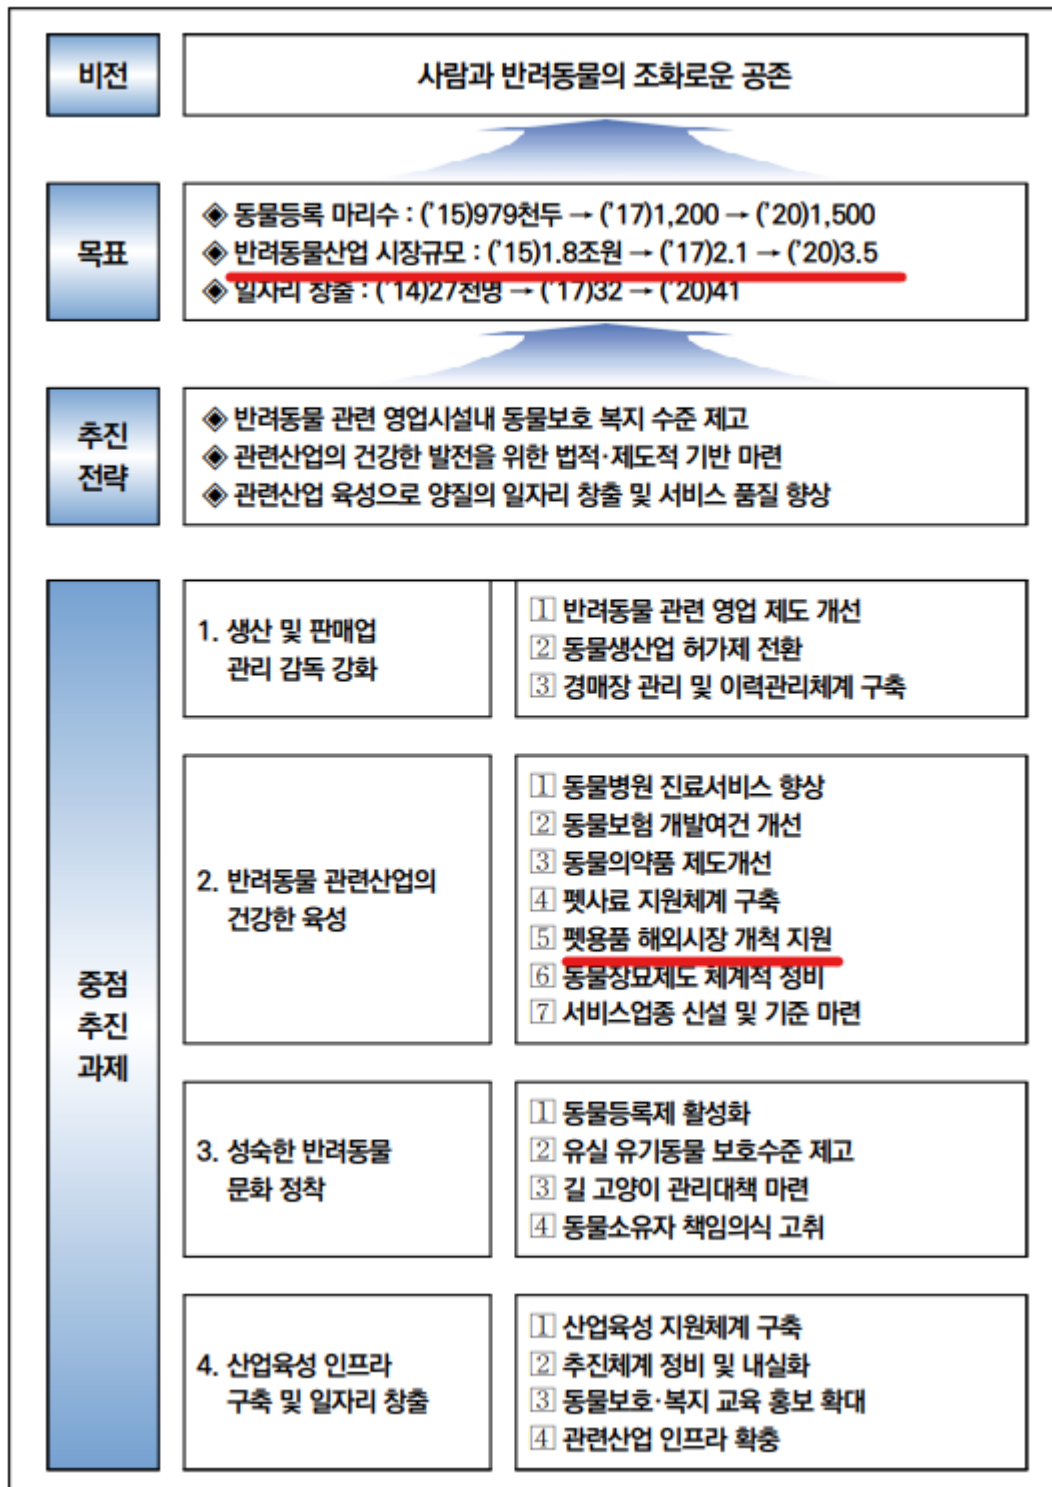 비전
사람과 반려동물의 조화로운 공존
목표
◈ 동물등록 마리수 : ('15)979천두 → ('17)1,200 → ('20)1,500
◈ 반려동물산업 시장규모 : ('15)1.8조원 → ('17)2.1 → ('20)3.5
◈ 일자리 창출 : ('14)27천명 → ('17)32 → ('20)41
추진
전략
◈ 반려동물 관련 영업시설내 동물보호 복지 수준 제고
◈ 관련산업의 건강한 발전을 위한 법적·제도적 기반 마련
◈ 관련산업 육성으로 양질의 일자리 창출 및 서비스 품질 향상
중점
추진
과제
1. 생산 및 판매업
관리 감독 강화
1 반려동물 관련 영업 제도 개선
2 동물생산업 허가제 전환
3 경매장 관리 및 이력관리체계 구축
2. 반려동물 관련산업의
건강한 육성
1 동물병원 진료서비스 향상
2 동물보험 개발여건 개선
3 동물의약품 제도개선
4 펫사료 지원체계 구축
5 펫용품 해외시장 개척 지원
6 동물장묘제도 체계적 정비
7 서비스업종 신설 및 기준 마련
3. 성숙한 반려동물
문화 정착
1 동물등록제 활성화
2 유실 유기동물 보호수준 제고
3 길 고양이 관리대책 마련
4 동물소유자 책임의식 고취
4. 산업육성 인프라
구축 및 일자리 창출
1 산업육성 지원체계 구축
2 추진체계 정비 및 내실화
3 동물보호·복지 교육 홍보 확대
4 관련산업 인프라 확충